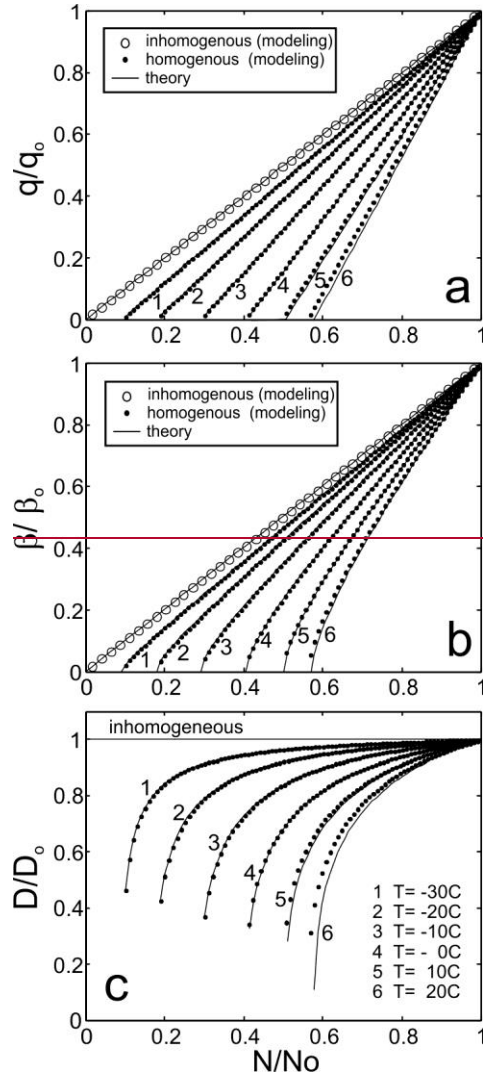 1
○ inhomogenous (modeling)
• homogenous (modeling)
— theory
0.8
0.6
q/qₒ
0.4
0.2
1 2 3 4 5 6
a
0
0 0.2 0.4 0.6 0.8 1
1
○ inhomogenous (modeling)
• homogenous (modeling)
— theory
0.8
0.6
β/ βₒ
0.4
0.2
1 2 3 4 5 6
b
0
0 0.2 0.4 0.6 0.8 1
inhomogeneous
1
0.8
0.6
D/Dₒ
0.4
0.2
1 2 3 4 5 6
1 T= -30C
2 T= -20C
3 T= -10C
4 T= - 0C
5 T= 10C
6 T= 20C
c
0
0 0.2 0.4 0.6 0.8 1
N/No